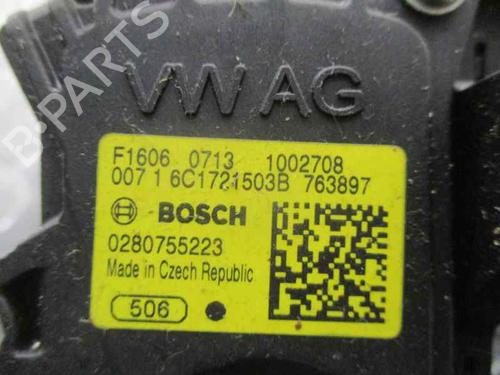 VW AG
F1606 0713 1002708
007 1 6C1721503B 763897
BOSCH
0280755223
Made in Czech Republic
506
B-PARTS